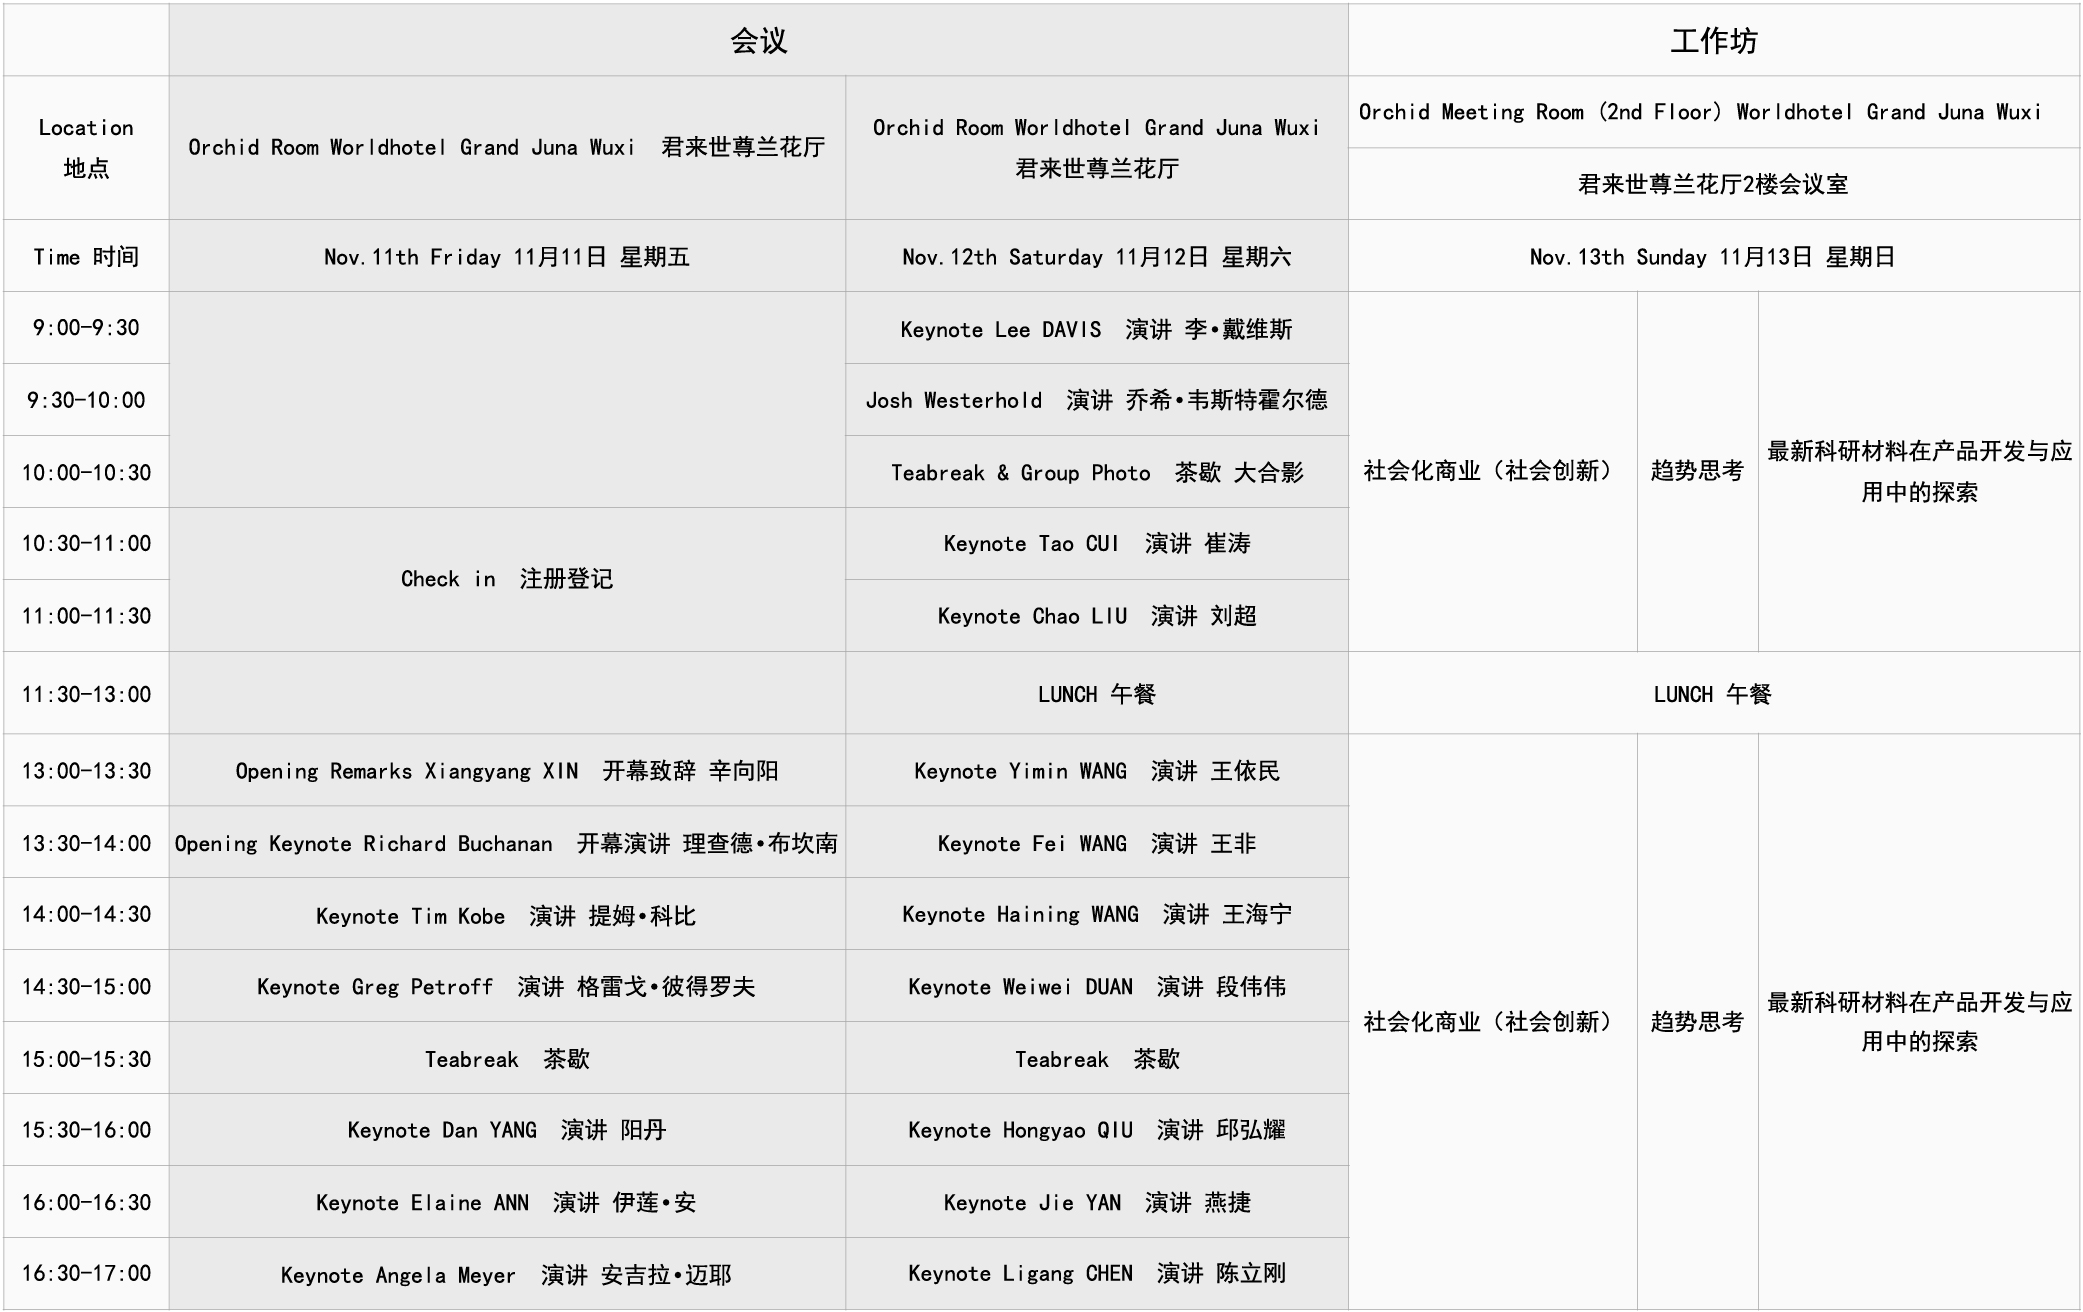 会议
工作坊
Location
地点
Orchid Room Worldhotel Grand Juna Wuxi 君来世尊兰花厅
Orchid Room Worldhotel Grand Juna Wuxi
君来世尊兰花厅
Orchid Meeting Room (2nd Floor) Worldhotel Grand Juna Wuxi
君来世尊兰花厅2楼会议室
Time 时间
Nov.11th Friday 11月11日 星期五
Nov.12th Saturday 11月12日 星期六
Nov.13th Sunday 11月13日 星期日
9:00-9:30
Keynote Lee DAVIS 演讲 李•戴维斯
9:30-10:00
Josh Westerhold 演讲 乔希•韦斯特霍尔德
10:00-10:30
Teabreak & Group Photo 茶歇 大合影
社会化商业（社会创新）
趋势思考
最新科研材料在产品开发与应
用中的探索
10:30-11:00
Check in 注册登记
Keynote Tao CUI 演讲 崔涛
11:00-11:30
Keynote Chao LIU 演讲 刘超
11:30-13:00
LUNCH 午餐
LUNCH 午餐
13:00-13:30
Opening Remarks Xiangyang XIN 开幕致辞 辛向阳
Keynote Yimin WANG 演讲 王依民
13:30-14:00
Opening Keynote Richard Buchanan 开幕演讲 理查德•布坎南
Keynote Fei WANG 演讲 王非
14:00-14:30
Keynote Tim Kobe 演讲 提姆•科比
Keynote Haining WANG 演讲 王海宁
14:30-15:00
Keynote Greg Petroff 演讲 格雷戈•彼得罗夫
Keynote Weiwei DUAN 演讲 段伟伟
社会化商业（社会创新）
趋势思考
最新科研材料在产品开发与应
用中的探索
15:00-15:30
Teabreak 茶歇
Teabreak 茶歇
15:30-16:00
Keynote Dan YANG 演讲 阳丹
Keynote Hongyao QIU 演讲 邱弘耀
16:00-16:30
Keynote Elaine ANN 演讲 伊莲•安
Keynote Jie YAN 演讲 燕捷
16:30-17:00
Keynote Angela Meyer 演讲 安吉拉•迈耶
Keynote Ligang CHEN 演讲 陈立刚